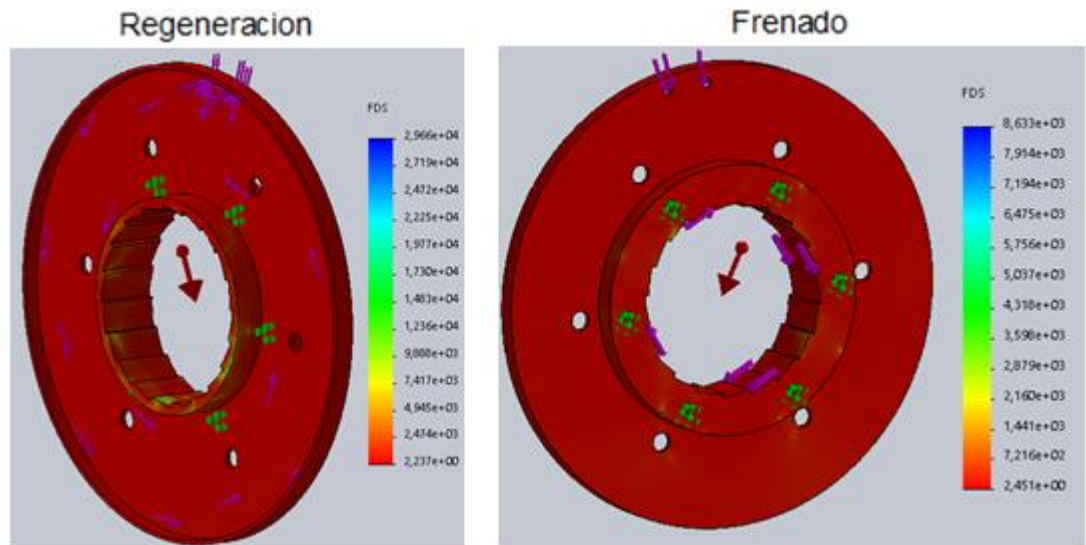 Regeneracion
FDS
2,966e+04
2,719e+04
2,472e+04
2,225e+04
1,977e+04
1,730e+04
1,483e+04
1,236e+04
9,888e+03
7,417e+03
4,945e+03
2,474e+03
2,237e+00
Frenado
FDS
8,633e+03
7,914e+03
7,194e+03
6,475e+03
5,756e+03
5,037e+03
4,318e+03
3,598e+03
2,879e+03
2,160e+03
1,441e+03
7,216e+02
2,451e+00